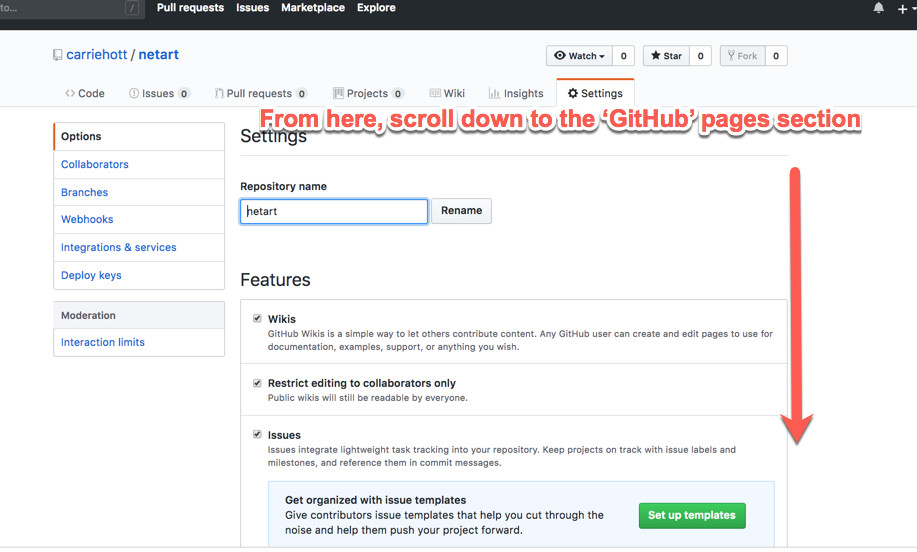 to...
/
Pull requests Issues Marketplace Explore
carriehott / netart
Watch 0 Star 0 Fork 0
Code Issues 0 Pull requests 0 Projects 0 Wiki Insights Settings
From here, scroll down to the ‘GitHub’ pages section
Options
Collaborators
Branches
Webhooks
Integrations & services
Deploy keys
Moderation
Interaction limits
Settings
Repository name
netart
Rename
Features
Wikis
GitHub Wikis is a simple way to let others contribute content. Any GitHub user can create and edit pages to use for
documentation, examples, support, or anything you wish.
Restrict editing to collaborators only
Public wikis will still be readable by everyone.
Issues
Issues integrate lightweight task tracking into your repository. Keep projects on track with issue labels and
milestones, and reference them in commit messages.
Get organized with issue templates
Give contributors issue templates that help you cut through the
noise and help them push your project forward.
Set up templates